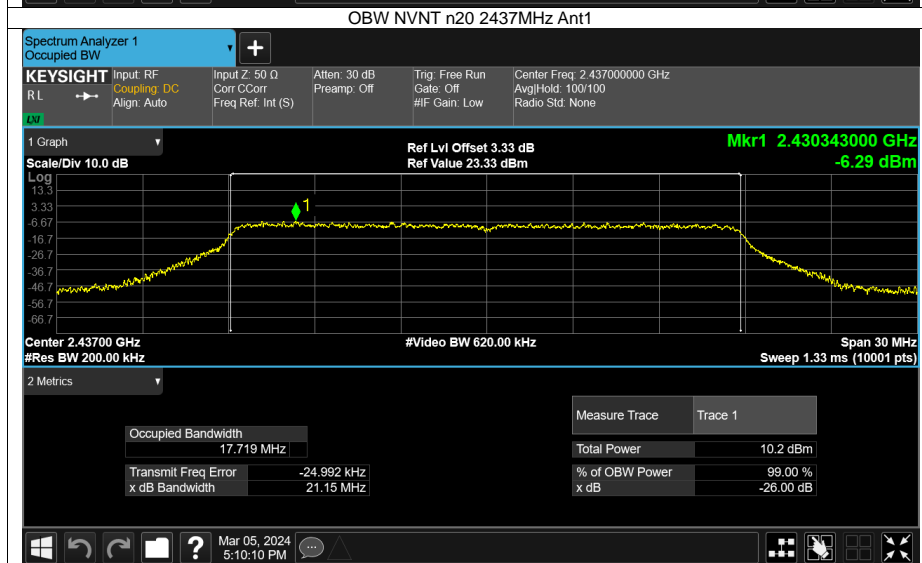 OBW NVNT n20 2437MHz Ant1
Spectrum Analyzer 1
Occupied BW
+
KEYSIGHT Input: RF Input Z: 50 Ω Atten: 30 dB Trig: Free Run Center Freq: 2.437000000 GHz
RL Coupling: DC Corr CCorr Preamp: Off Gate: Off Avg|Hold: 100/100
Align: Auto Freq Ref: Int (S) #IF Gain: Low Radio Std: None
LXI
1 Graph Ref Lvl Offset 3.33 dB Mkr1 2.430343000 GHz
Scale/Div 10.0 dB Ref Value 23.33 dBm -6.29 dBm
Log
13.3
3.33
-6.67
-16.7
-26.7
-36.7
-46.7
-56.7
-66.7
1
Center 2.43700 GHz #Video BW 620.00 kHz Span 30 MHz
#Res BW 200.00 kHz Sweep 1.33 ms (10001 pts)
2 Metrics
Measure Trace Trace 1
Occupied Bandwidth
17.719 MHz Total Power 10.2 dBm
Transmit Freq Error -24.992 kHz % of OBW Power 99.00 %
x dB Bandwidth 21.15 MHz x dB -26.00 dB
? Mar 05, 2024
5:10:10 PM